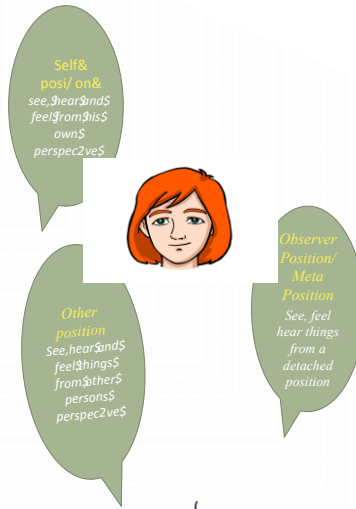 Self&
posi/ on&
see,$hear$and$
feel$from$his$
own$
perspec2ve$
Other
position
See,hear$and$
feel$things$
from$other$
persons$
perspec2ve$
Observer
Position/
Meta
Position
See, feel
hear things
from a
detached
position